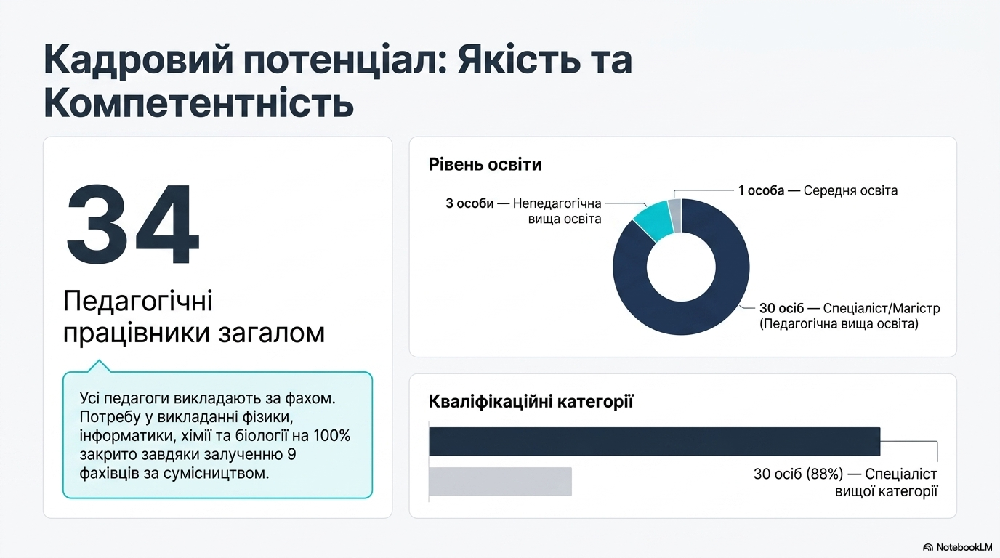 Кадровий потенціал: Якість та
Компетентність
34
Педагогічні
працівники загалом
Усі педагоги викладають за фахом.
Потребу у викладанні фізики,
інформатики, хімії та біології на 100%
закрито завдяки залученню 9
фахівців за сумісництвом.
Рівень освіти
1 особа — Середня освіта
3 особи — Непедагогічна
вища освіта
30 осіб — Спеціаліст/Магістр
(Педагогічна вища освіта)
Кваліфікаційні категорії
30 осіб (88%) — Спеціаліст
вищої категорії
NotebookLM